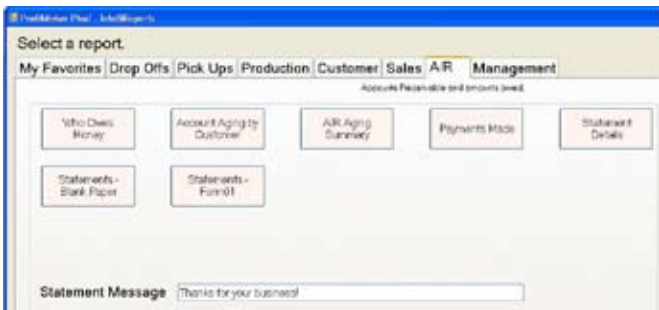 Select a report.
My Favorites Drop Offs Pick Ups Production Customer Sales A/R Management
Accounts Receivable and amounts owed.
Who Owes Money
Account Aging by Customer
A/R Aging Summary
Payments Made
Statement Details
Statements - Blank Paper
Statements - Form01
Statement Message Thanks for your business!